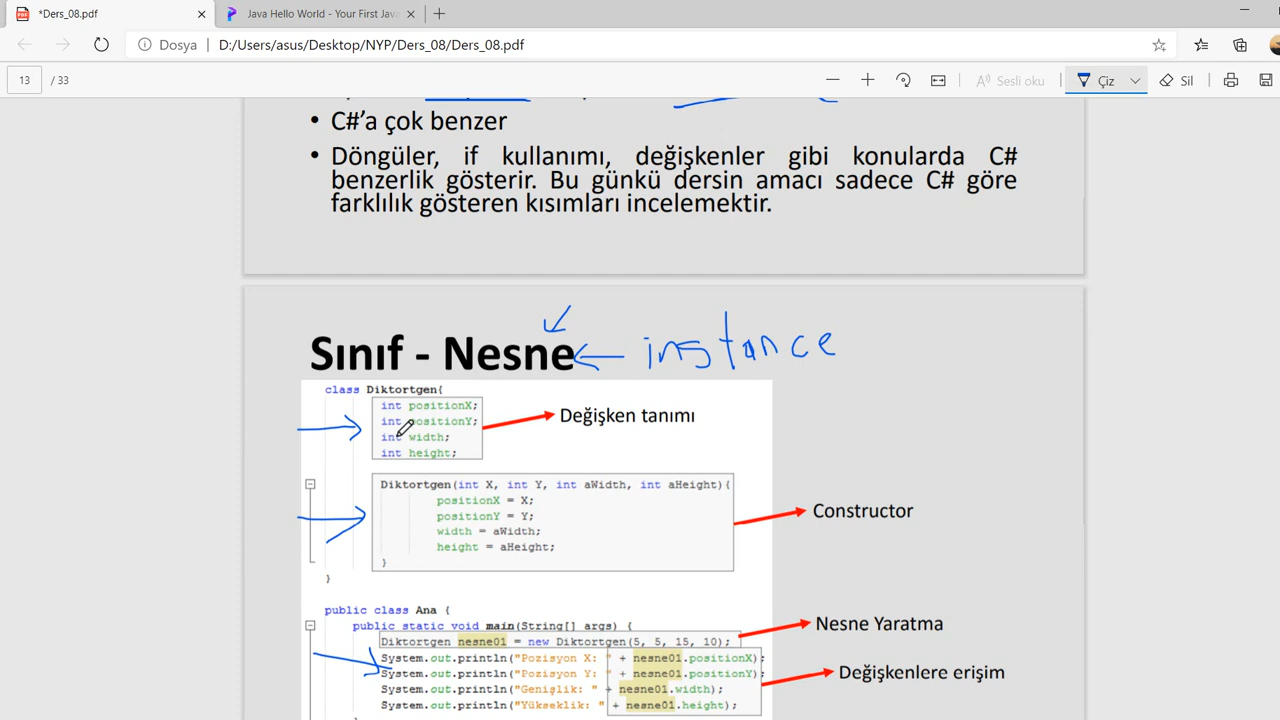 *Ders_08.pdf
Java Hello World - Your First Java
Dosya D:/Users/asus/Desktop/NYP/Ders_08/Ders_08.pdf
13 / 33
Sesli oku
Çiz
Sil
• C#'a çok benzer
• Döngüler, if kullanımı, değişkenler gibi konularda C#
benzerlik gösterir. Bu günkü dersin amacı sadece C# göre
farklılık gösteren kısımları incelemektir.
Sınıf - Nesne
instance
class Diktortgen{
int positionX;
int positionY;
int width;
int height;
Değişken tanımı
Diktortgen(int X, int Y, int aWidth, int aHeight){
positionX = X;
positionY = Y;
width = aWidth;
height = aHeight;
}
}
Constructor
public class Ana {
public static void main(String[] args) {
Diktortgen nesne01 = new Diktortgen(5, 5, 15, 10);
System.out.println("Pozisyon X: " + nesne01.positionX);
System.out.println("Pozisyon Y: " + nesne01.positionY);
System.out.println("Genişlik: " + nesne01.width);
System.out.println("Yükseklik: " + nesne01.height);
Nesne Yaratma
Değişkenlere erişim